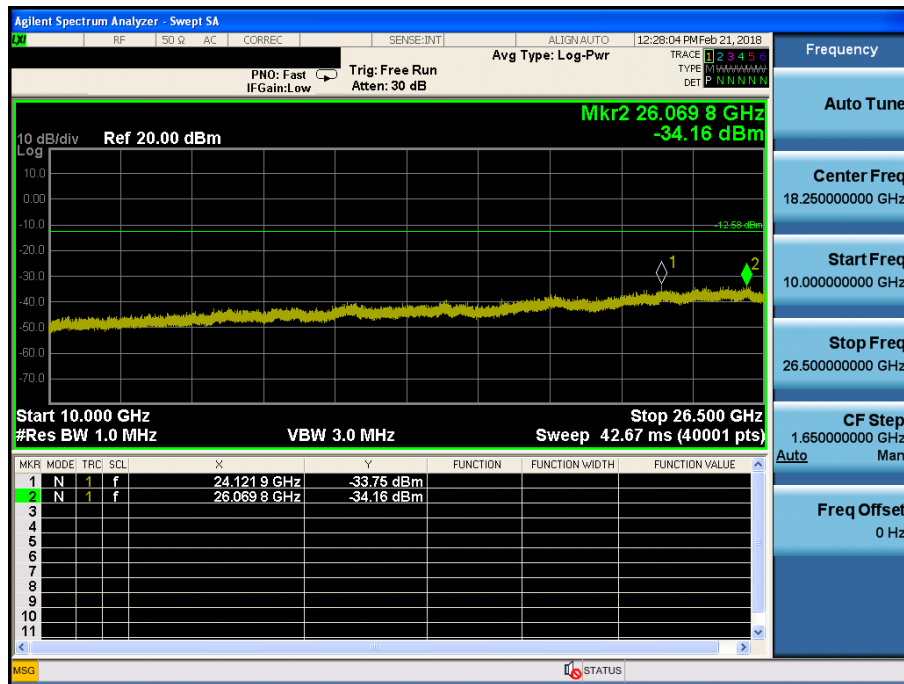 Agilent Spectrum Analyzer - Swept SA
LXI RF 50 Ω AC CORREC SENSE:INT ALIGN AUTO 12:28:04 PM Feb 21, 2018
Frequency
PNO: Fast
IFGain:Low
Trig: Free Run
Atten: 30 dB
Avg Type: Log-Pwr
TRACE 1 2 3 4 5 6
TYPE M W W W W W
DET P N N N N N
Auto Tune
Mkr2 26.069 8 GHz
-34.16 dBm
10 dB/div Ref 20.00 dBm
Log
10.0
0.00
-10.0
-20.0
-30.0
-40.0
-50.0
-60.0
-70.0
-12.58 dBm
1
2
Center Freq
18.250000000 GHz
Start Freq
10.000000000 GHz
Stop Freq
26.500000000 GHz
Start 10.000 GHz Stop 26.500 GHz
#Res BW 1.0 MHz VBW 3.0 MHz Sweep 42.67 ms (40001 pts)
CF Step
1.650000000 GHz
Auto Man
MKR MODE TRC SCL X Y FUNCTION FUNCTION WIDTH FUNCTION VALUE
1 N 1 f 24.121 9 GHz -33.75 dBm
2 N 1 f 26.069 8 GHz -34.16 dBm
3
4
5
6
7
8
9
10
11
Freq Offset
0 Hz
MSG STATUS